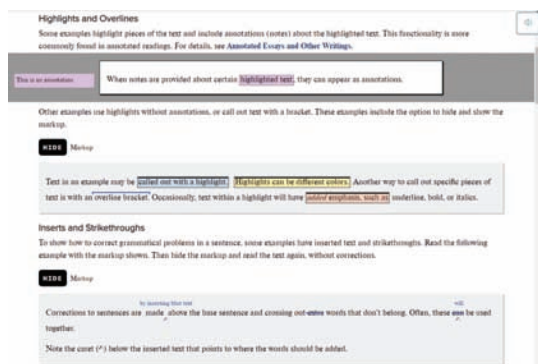 Highlights and Overlines
Some examples highlight pieces of the text and include annotations (notes) about the highlighted text. This functionality is more
commonly found in annotated readings. For details, see Annotated Essays and Other Writings.
This is an annotation
When notes are provided about certain highlighted text, they can appear as annotations.
Other examples use highlights without annotations, or call out text with a bracket. These examples include the option to hide and show the
markup.
HIDE Markup
Text in an example may be called out with a highlight. Highlights can be different colors. Another way to call out specific pieces of
text is with an overline bracket. Occasionally, text within a highlight will have added emphasis, such as underline, bold, or italics.
Inserts and Strikethroughs
To show how to correct grammatical problems in a sentence, some examples have inserted text and strikethroughs. Read the following
example with the markup shown. Then hide the markup and read the text again, without corrections.
HIDE Markup
by inserting blue text will
Corrections to sentences are made above the base sentence and crossing out words that don't belong. Often, these can be used
together.
Note the caret (^) below the inserted text that points to where the words should be added.